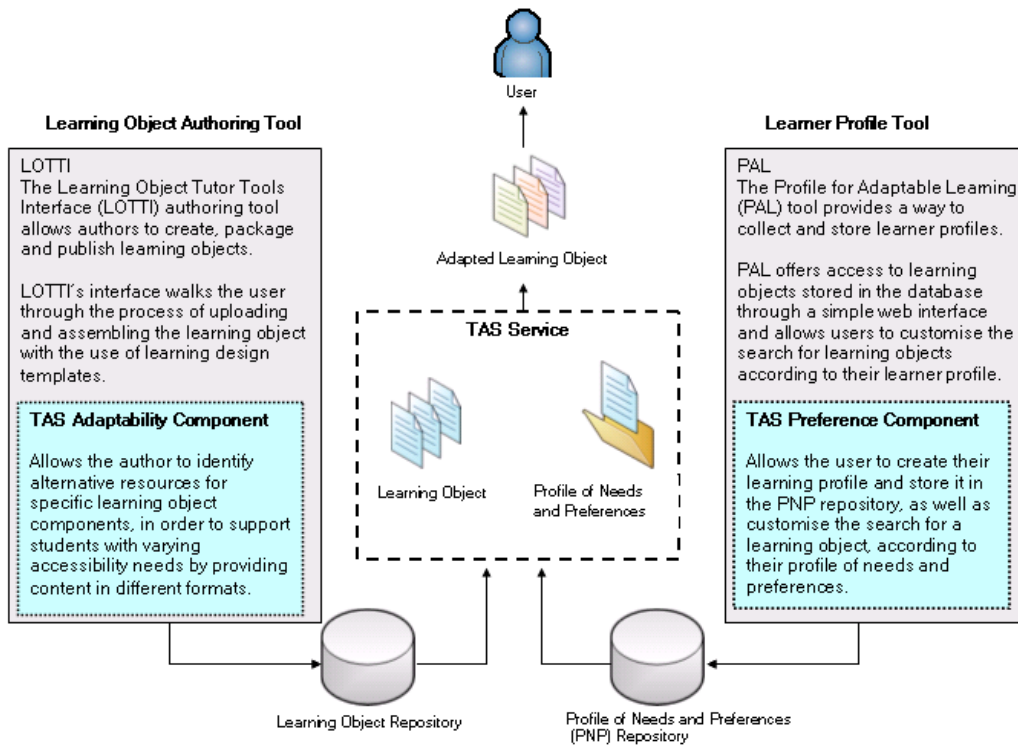 User
Learning Object Authoring Tool
LOTTI
The Learning Object Tutor Tools
Interface (LOTTI) authoring tool
allows authors to create, package
and publish learning objects.
LOTTI's interface walks the user
through the process of uploading
and assembling the learning object
with the use of learning design
templates.
TAS Adaptability Component
Allows the author to identify
alternative resources for
specific learning object
components, in order to support
students with varying
accessibility needs by providing
content in different formats.
Adapted Learning Object
TAS Service
Learning Object
Profile of Needs
and Preferences
Learner Profile Tool
PAL
The Profile for Adaptable Learning
(PAL) tool provides a way to
collect and store learner profiles.
PAL offers access to learning
objects stored in the database
through a simple web interface
and allows users to customise the
search for learning objects
according to their learner profile.
TAS Preference Component
Allows the user to create their
learning profile and store it in
the PNP repository, as well as
customise the search for a
learning object, according to
their profile of needs and
preferences.
Learning Object Repository
Profile of Needs and Preferences
(PNP) Repository